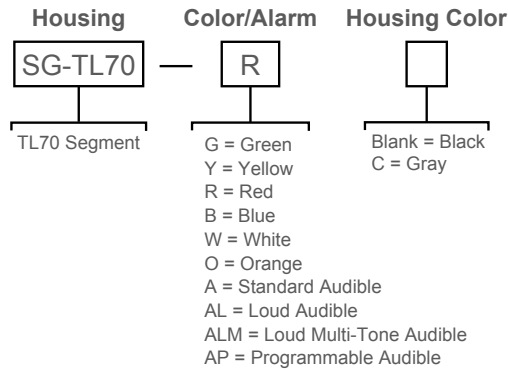 Housing
Color/Alarm
Housing Color
SG-TL70 — R
TL70 Segment
G = Green
Y = Yellow
R = Red
B = Blue
W = White
O = Orange
A = Standard Audible
AL = Loud Audible
ALM = Loud Multi-Tone Audible
AP = Programmable Audible
Blank = Black
C = Gray